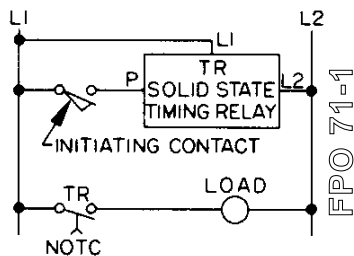 L1
L2
L1
P
TR
SOLID STATE
TIMING RELAY
L2
INITIATING CONTACT
TR
LOAD
NOTC
FPO 71-1